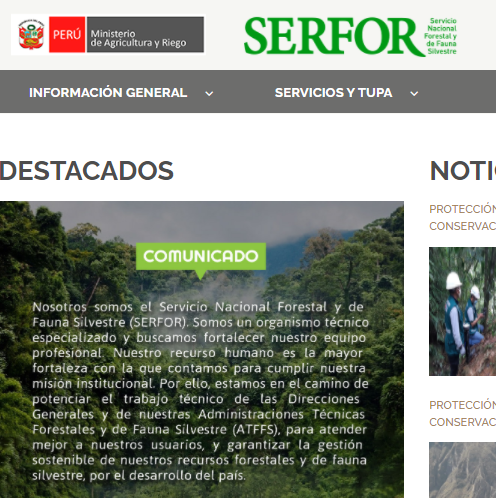 PERÚ
Ministerio
de Agricultura y Riego
SERFOR
Servicio
Nacional
Forestal y
de Fauna
Silvestre
INFORMACIÓN GENERAL
SERVICIOS Y TUPA
DESTACADOS
COMUNICADO
Nosotros somos el Servicio Nacional Forestal y de
Fauna Silvestre (SERFOR). Somos un organismo técnico
especializado y buscamos fortalecer nuestro equipo
profesional. Nuestro recurso humano es la mayor
fortaleza con la que contamos para cumplir nuestra
misión institucional. Por ello, estamos en el camino de
potenciar el trabajo técnico de las Direcciones
Generales y de nuestras Administraciones Técnicas
Forestales y de Fauna Silvestre (ATFFS), para atender
mejor a nuestros usuarios, y garantizar la gestión
sostenible de nuestros recursos forestales y de fauna
silvestre, por el desarrollo del país.
NOTI
PROTECCIÓN
CONSERVAC
PROTECCIÓN
CONSERVAC